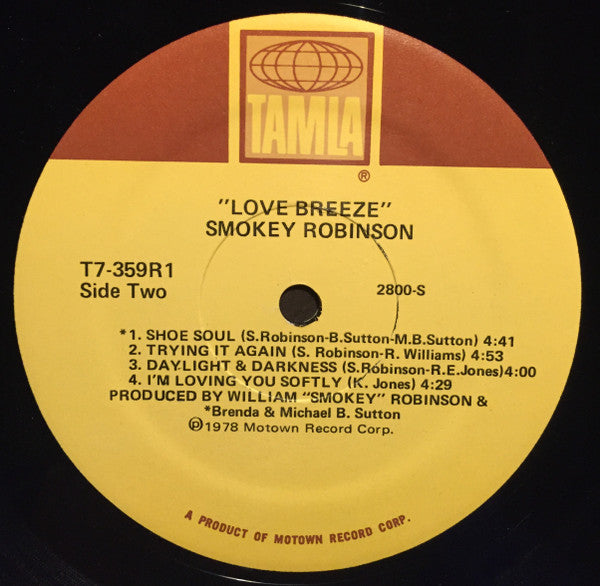 TAMLA
®
"LOVE BREEZE"
SMOKEY ROBINSON
T7-359R1
Side Two
2800-S
*1. SHOE SOUL (S.Robinson-B.Sutton-M.B.Sutton) 4:41
2. TRYING IT AGAIN (S. Robinson-R. Williams) 4:53
3. DAYLIGHT & DARKNESS (S.Robinson-R.E.Jones) 4:00
4. I'M LOVING YOU SOFTLY (K. Jones) 4:29
PRODUCED BY WILLIAM "SMOKEY" ROBINSON &
*Brenda & Michael B. Sutton
℗1978 Motown Record Corp.
A PRODUCT OF MOTOWN RECORD CORP.